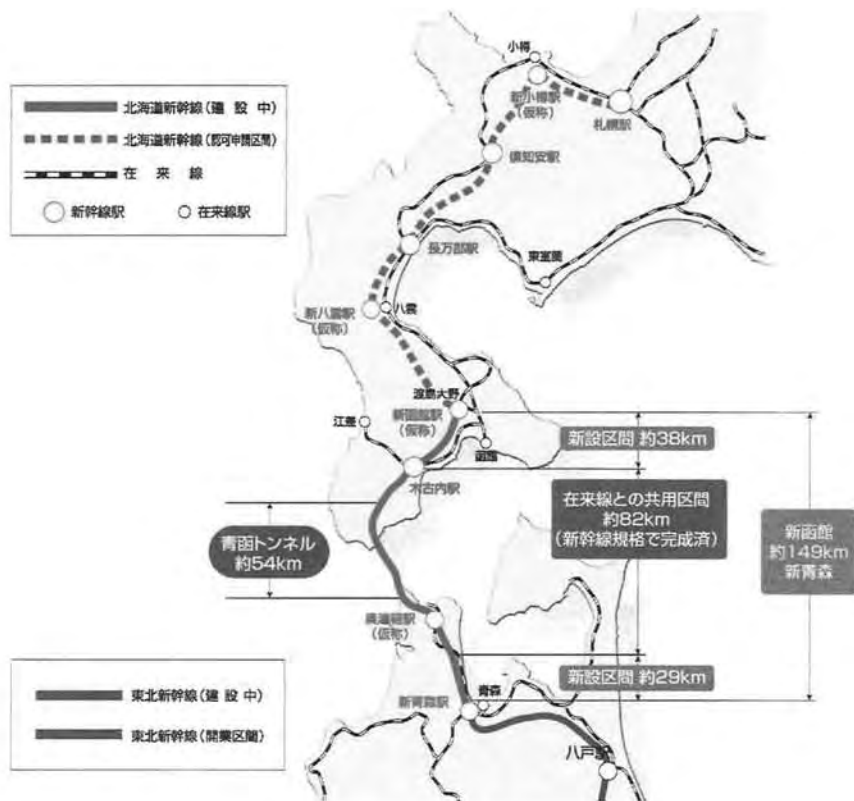 小樽
新小樽駅
(仮称)
札幌駅
北海道新幹線(建設中)
北海道新幹線(認可申請区間)
在来線
新幹線駅
在来線駅
倶知安駅
長万部駅
東室蘭
新八雲駅
(仮称)
八雲
渡島大野
新函館駅
(仮称)
江差
函館
木古内駅
新設区間 約38km
在来線との共用区間
約82km
(新幹線規格で完成済)
新函館
約149km
新青森
青函トンネル
約54km
奥津軽駅
(仮称)
新設区間 約29km
青森
新青森駅
八戸駅
東北新幹線(建設中)
東北新幹線(開業区間)